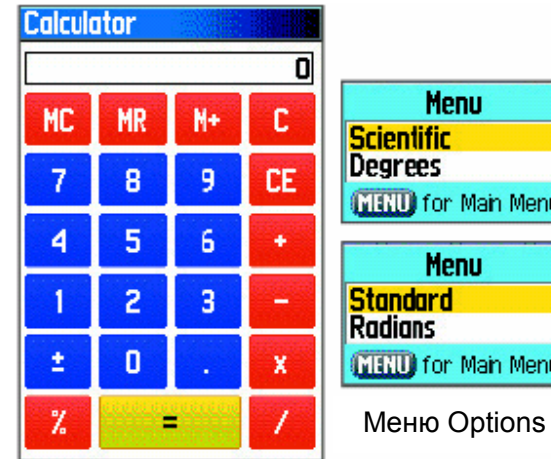 Calculator
0
MC MR M+ C
7 8 9 CE
4 5 6 +
1 2 3 -
± 0 . x
% = /
Menu
Scientific
Degrees
MENU for Main Menu
Menu
Standard
Radians
MENU for Main Menu
Меню Options